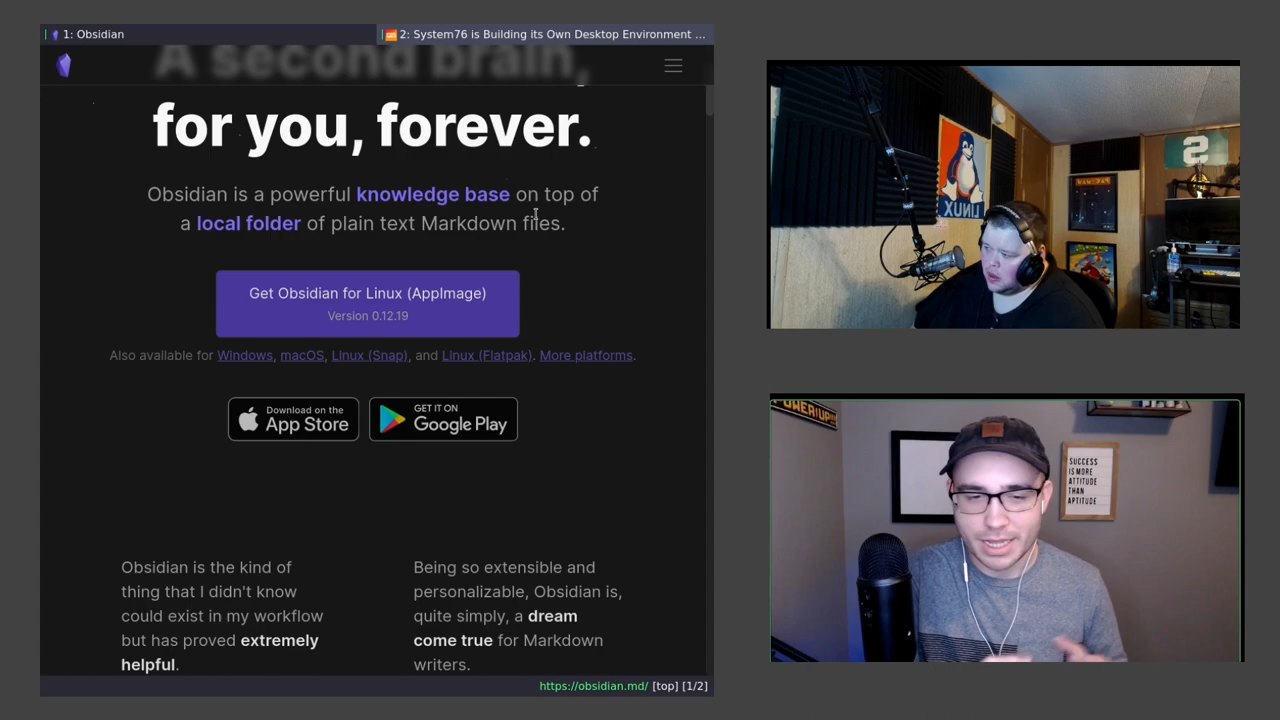 1: Obsidian
2: System76 is Building its Own Desktop Environment ...
A second brain,
for you, forever.
Obsidian is a powerful knowledge base on top of
a local folder of plain text Markdown files.
Get Obsidian for Linux (AppImage)
Version 0.12.19
Also available for Windows, macOS, Linux (Snap), and Linux (Flatpak). More platforms.
Download on the
App Store
GET IT ON
Google Play
Obsidian is the kind of
thing that I didn't know
could exist in my workflow
but has proved extremely
helpful.
Being so extensible and
personalizable, Obsidian is,
quite simply, a dream
come true for Markdown
writers.
https://obsidian.md/ [top] [1/2]
LINUX
POWER UP
SUCCESS
IS MORE
ATTITUDE
THAN
APTITUDE